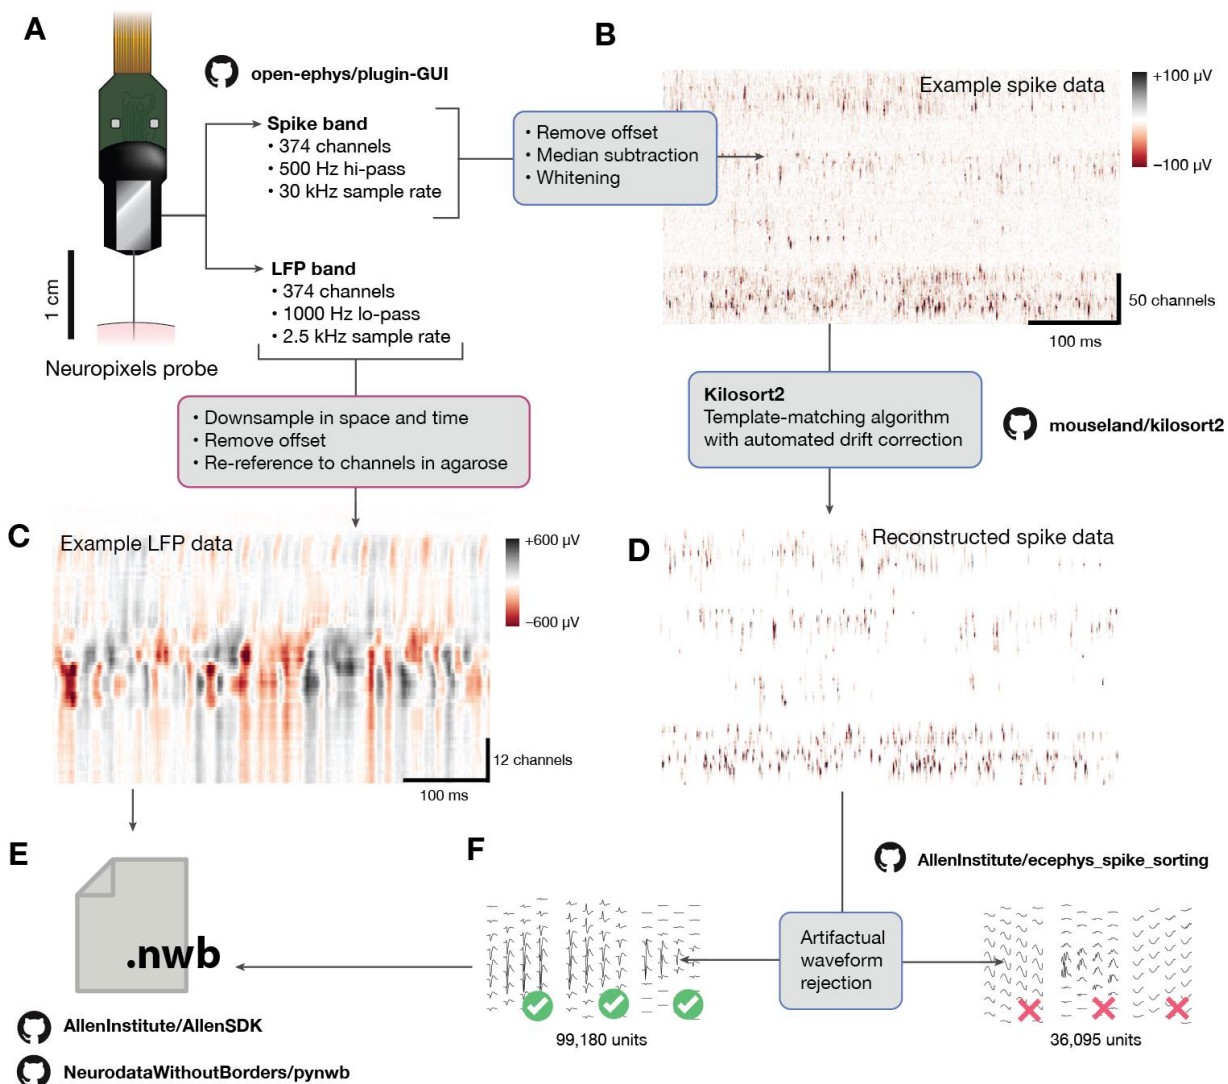 A
open-ephys/plugin-GUI
Spike band
• 374 channels
• 500 Hz hi-pass
• 30 kHz sample rate
LFP band
• 374 channels
• 1000 Hz lo-pass
• 2.5 kHz sample rate
1 cm
Neuropixels probe
• Remove offset
• Median subtraction
• Whitening
B
Example spike data
+100 µV
−100 µV
50 channels
100 ms
• Downsample in space and time
• Remove offset
• Re-reference to channels in agarose
Kilosort2
Template-matching algorithm
with automated drift correction
mouseland/kilosort2
C
Example LFP data
+600 µV
−600 µV
12 channels
100 ms
D
Reconstructed spike data
E
.nwb
AllenInstitute/AllenSDK
NeurodataWithoutBorders/pynwb
F
AllenInstitute/ecephys_spike_sorting
Artifactual
waveform
rejection
99,180 units
36,095 units